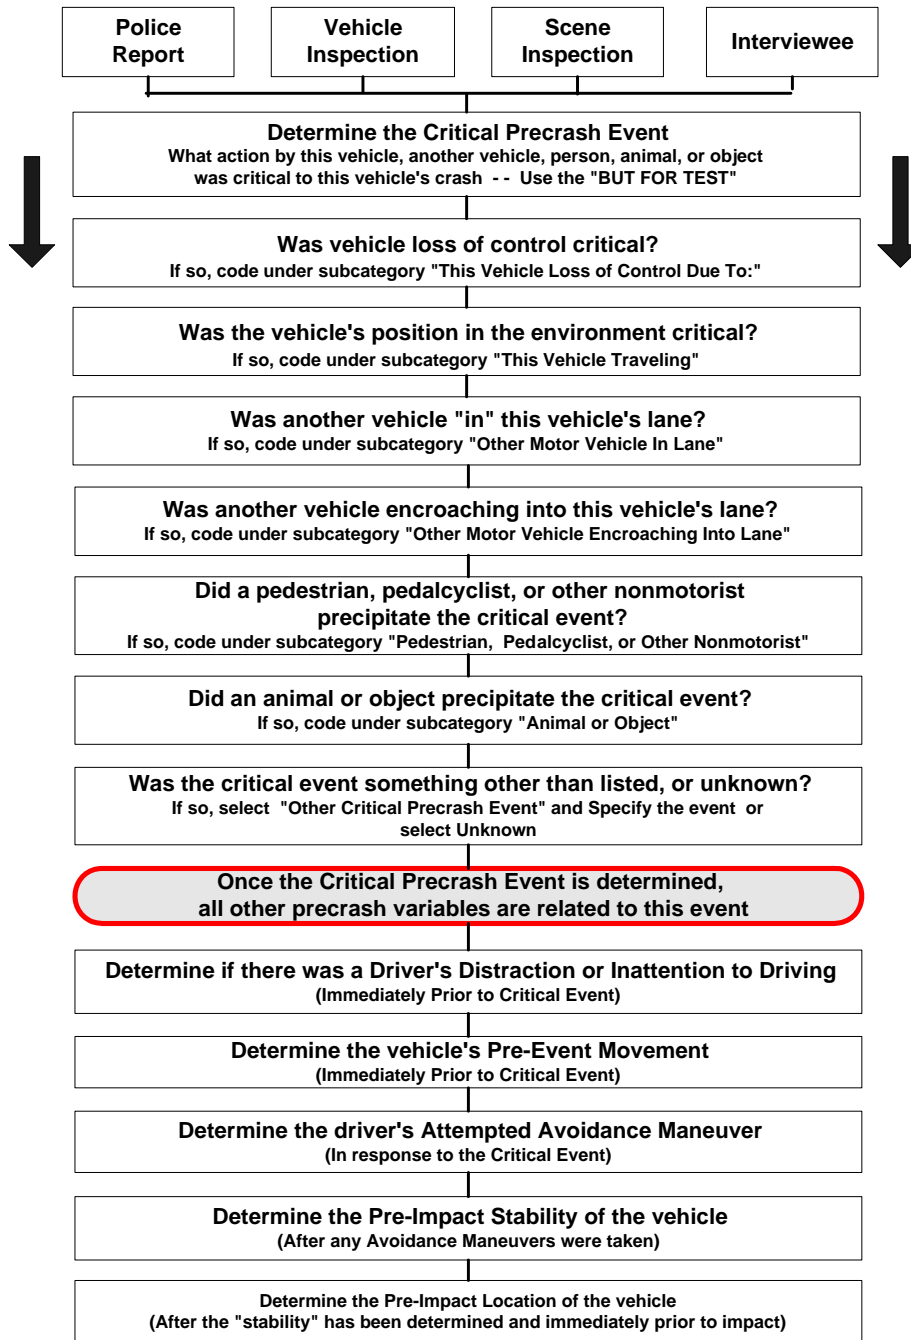 Police
Report
Vehicle
Inspection
Scene
Inspection
Interviewee
Determine the Critical Precrash Event
What action by this vehicle, another vehicle, person, animal, or object
was critical to this vehicle's crash - - Use the "BUT FOR TEST"
Was vehicle loss of control critical?
If so, code under subcategory "This Vehicle Loss of Control Due To:"
Was the vehicle's position in the environment critical?
If so, code under subcategory "This Vehicle Traveling"
Was another vehicle "in" this vehicle's lane?
If so, code under subcategory "Other Motor Vehicle In Lane"
Was another vehicle encroaching into this vehicle's lane?
If so, code under subcategory "Other Motor Vehicle Encroaching Into Lane"
Did a pedestrian, pedalcyclist, or other nonmotorist
precipitate the critical event?
If so, code under subcategory "Pedestrian, Pedalcyclist, or Other Nonmotorist"
Did an animal or object precipitate the critical event?
If so, code under subcategory "Animal or Object"
Was the critical event something other than listed, or unknown?
If so, select "Other Critical Precrash Event" and Specify the event or
select Unknown
Once the Critical Precrash Event is determined,
all other precrash variables are related to this event
Determine if there was a Driver's Distraction or Inattention to Driving
(Immediately Prior to Critical Event)
Determine the vehicle's Pre-Event Movement
(Immediately Prior to Critical Event)
Determine the driver's Attempted Avoidance Maneuver
(In response to the Critical Event)
Determine the Pre-Impact Stability of the vehicle
(After any Avoidance Maneuvers were taken)
Determine the Pre-Impact Location of the vehicle
(After the "stability" has been determined and immediately prior to impact)